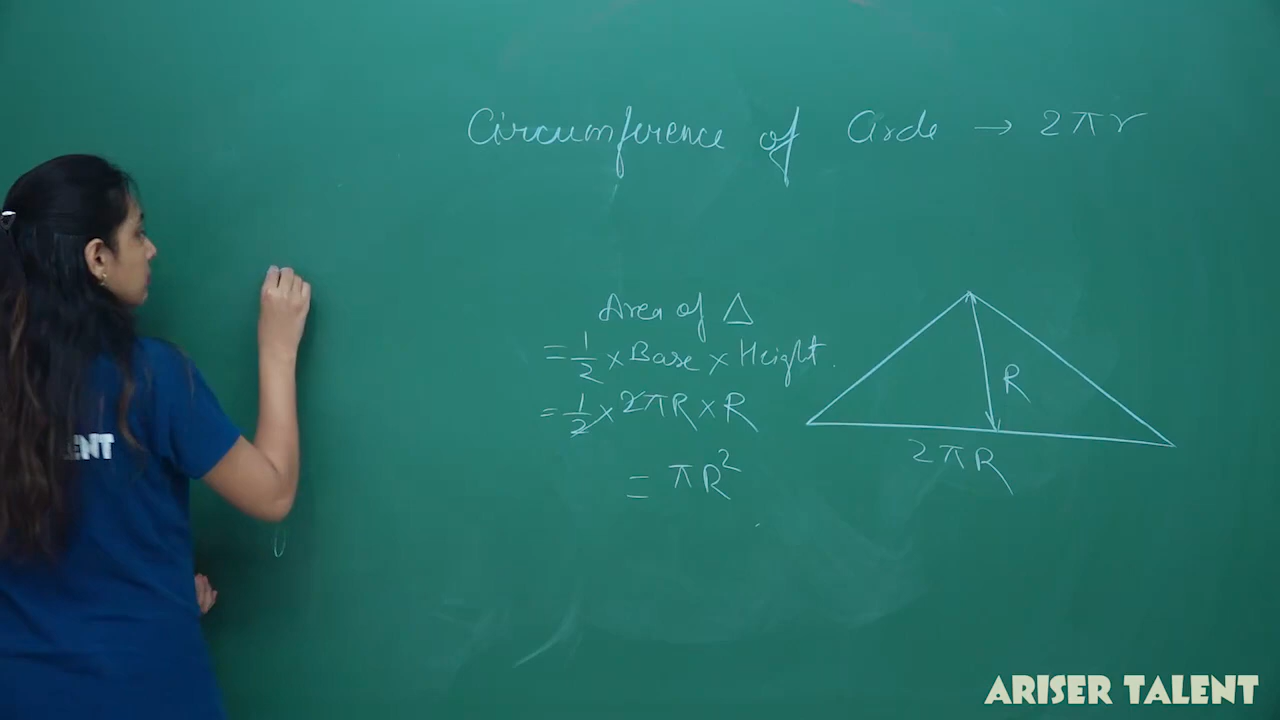 Circumference of Circle → 2πr
Area of △
= 1/2 × Base × Height.
= 1/2 × 2πR × R
= πR²
R
2πR
ENT
ARISER TALENT